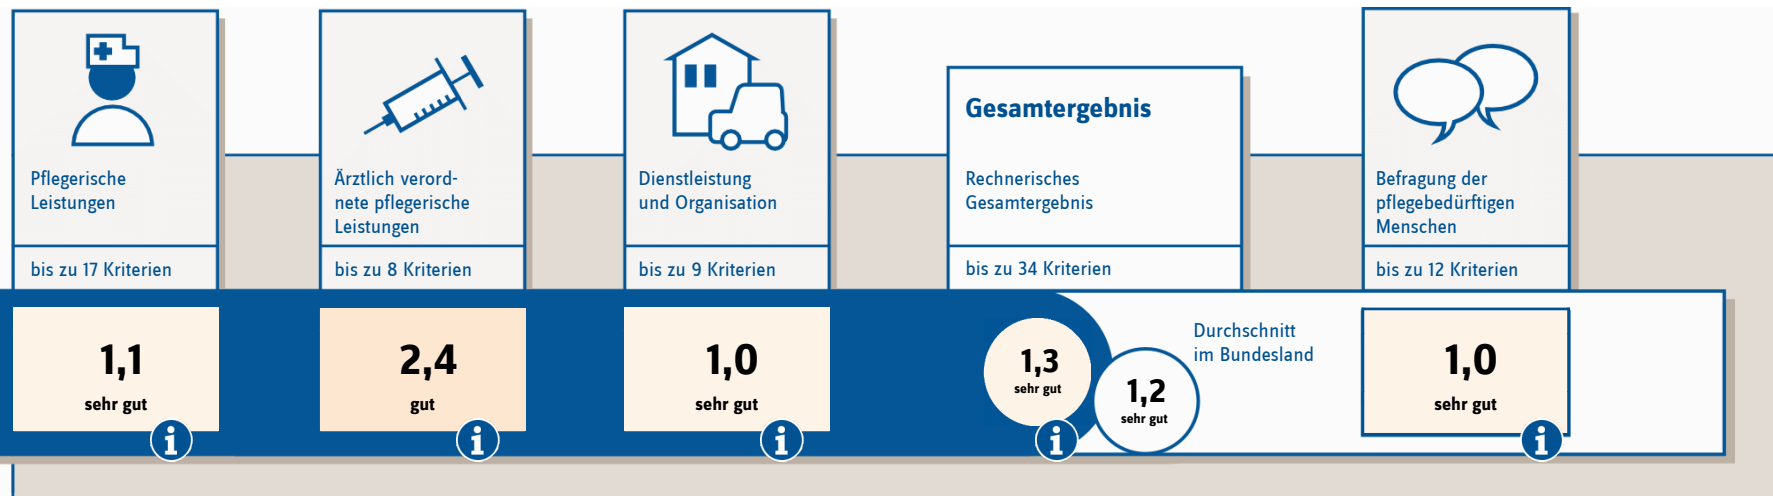 Pflegerische
Leistungen
bis zu 17 Kriterien
1,1
sehr gut
i
Ärztlich verord-
nete pflegerische
Leistungen
bis zu 8 Kriterien
2,4
gut
i
Dienstleistung
und Organisation
bis zu 9 Kriterien
1,0
sehr gut
i
Gesamtergebnis
Rechnerisches
Gesamtergebnis
bis zu 34 Kriterien
1,3
sehr gut
i
1,2
sehr gut
Durchschnitt
im Bundesland
Befragung der
pflegebedürftigen
Menschen
bis zu 12 Kriterien
1,0
sehr gut
i